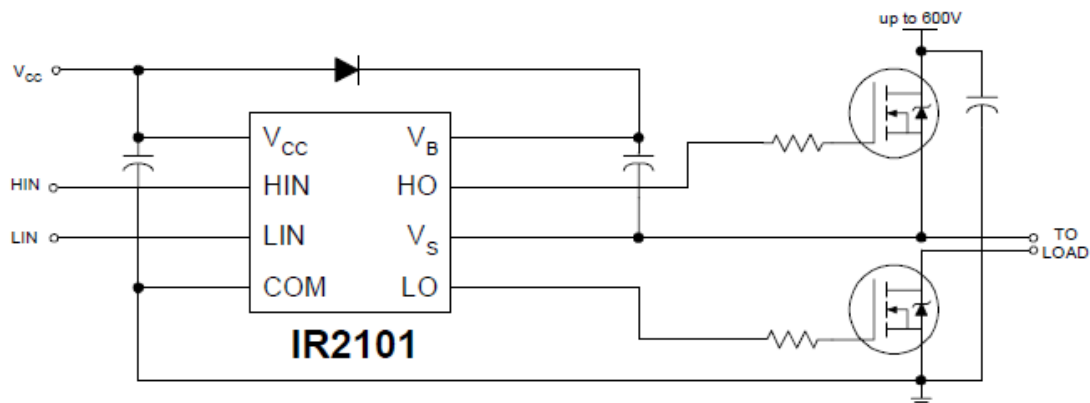 up to 600V
VCC
VCC VB
HIN HIN HO
LIN LIN VS TO
LOAD
COM LO
IR2101